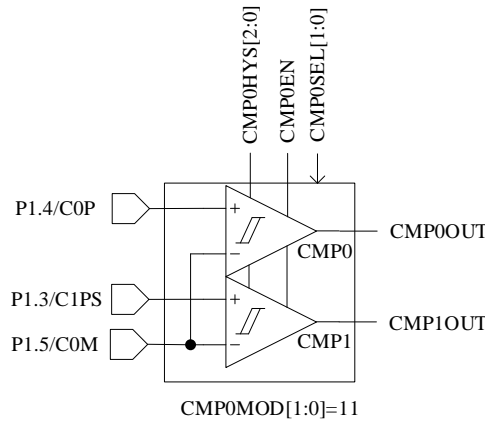 CMP0HYS[2:0]
CMP0EN
CMP0SEL[1:0]
P1.4/C0P
+
−
CMP0
CMP0OUT
P1.3/C1PS
+
P1.5/C0M
−
CMP1
CMP1OUT
CMP0MOD[1:0]=11